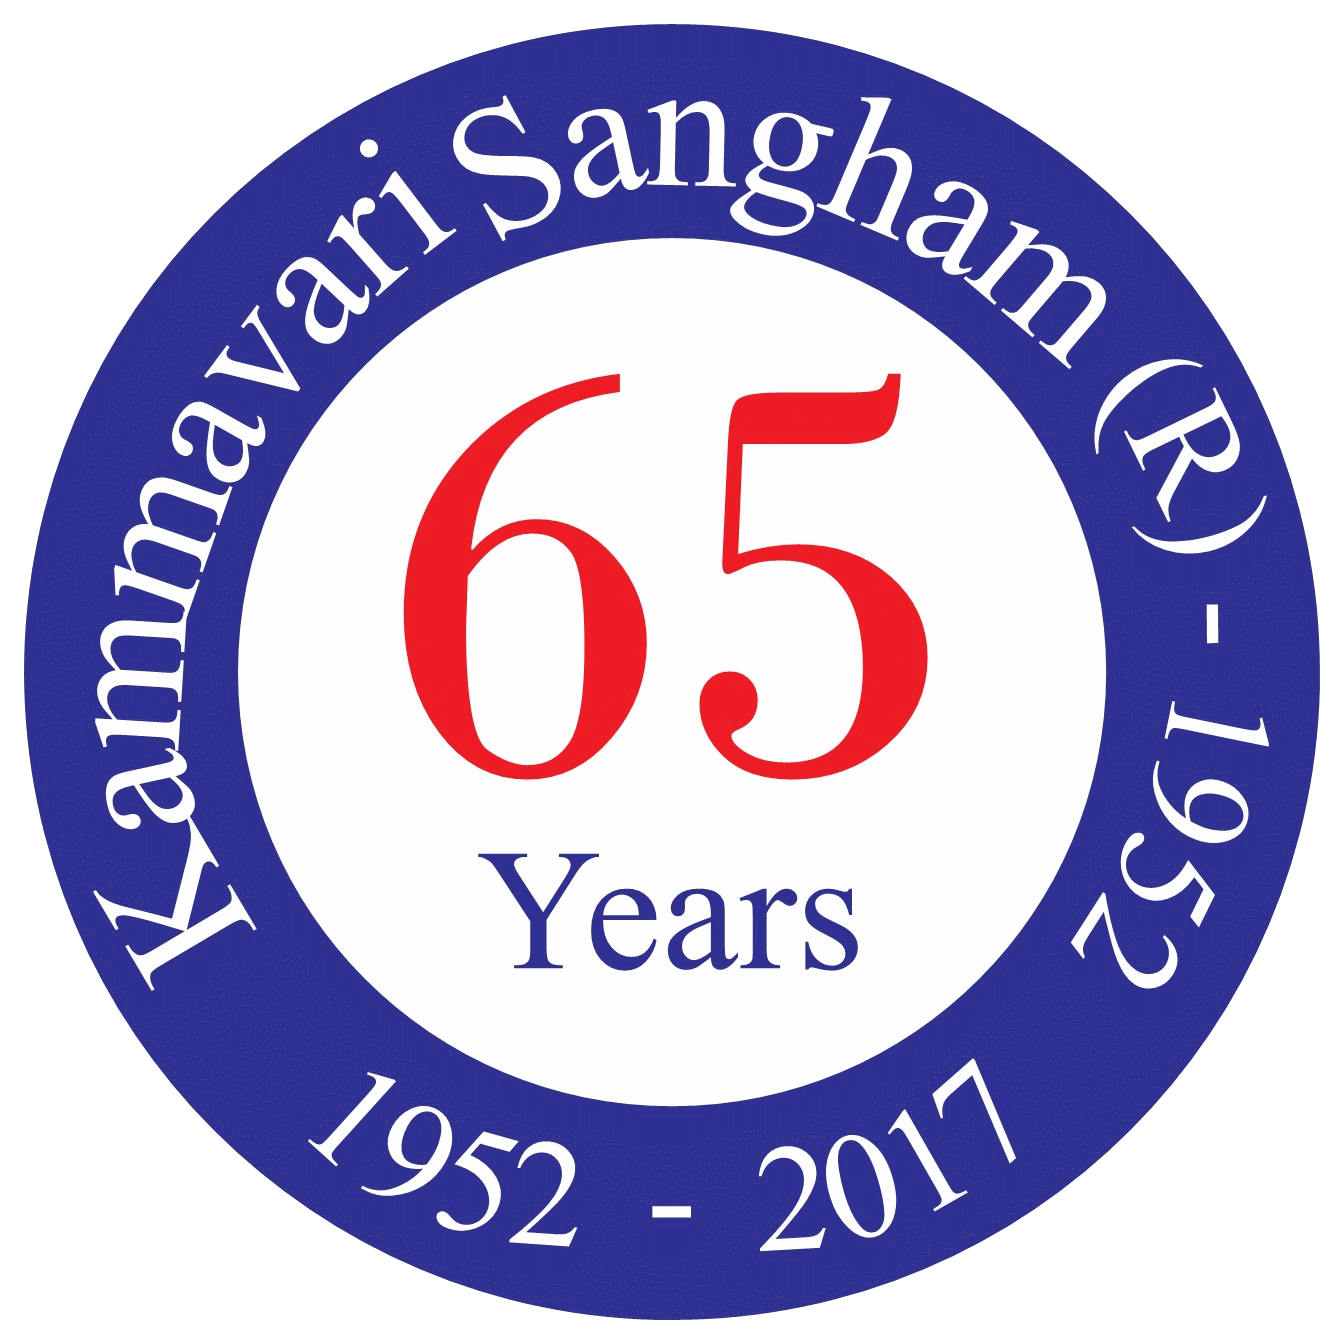 Kammavari Sangham (R) - 1952
65
Years
1952 - 2017